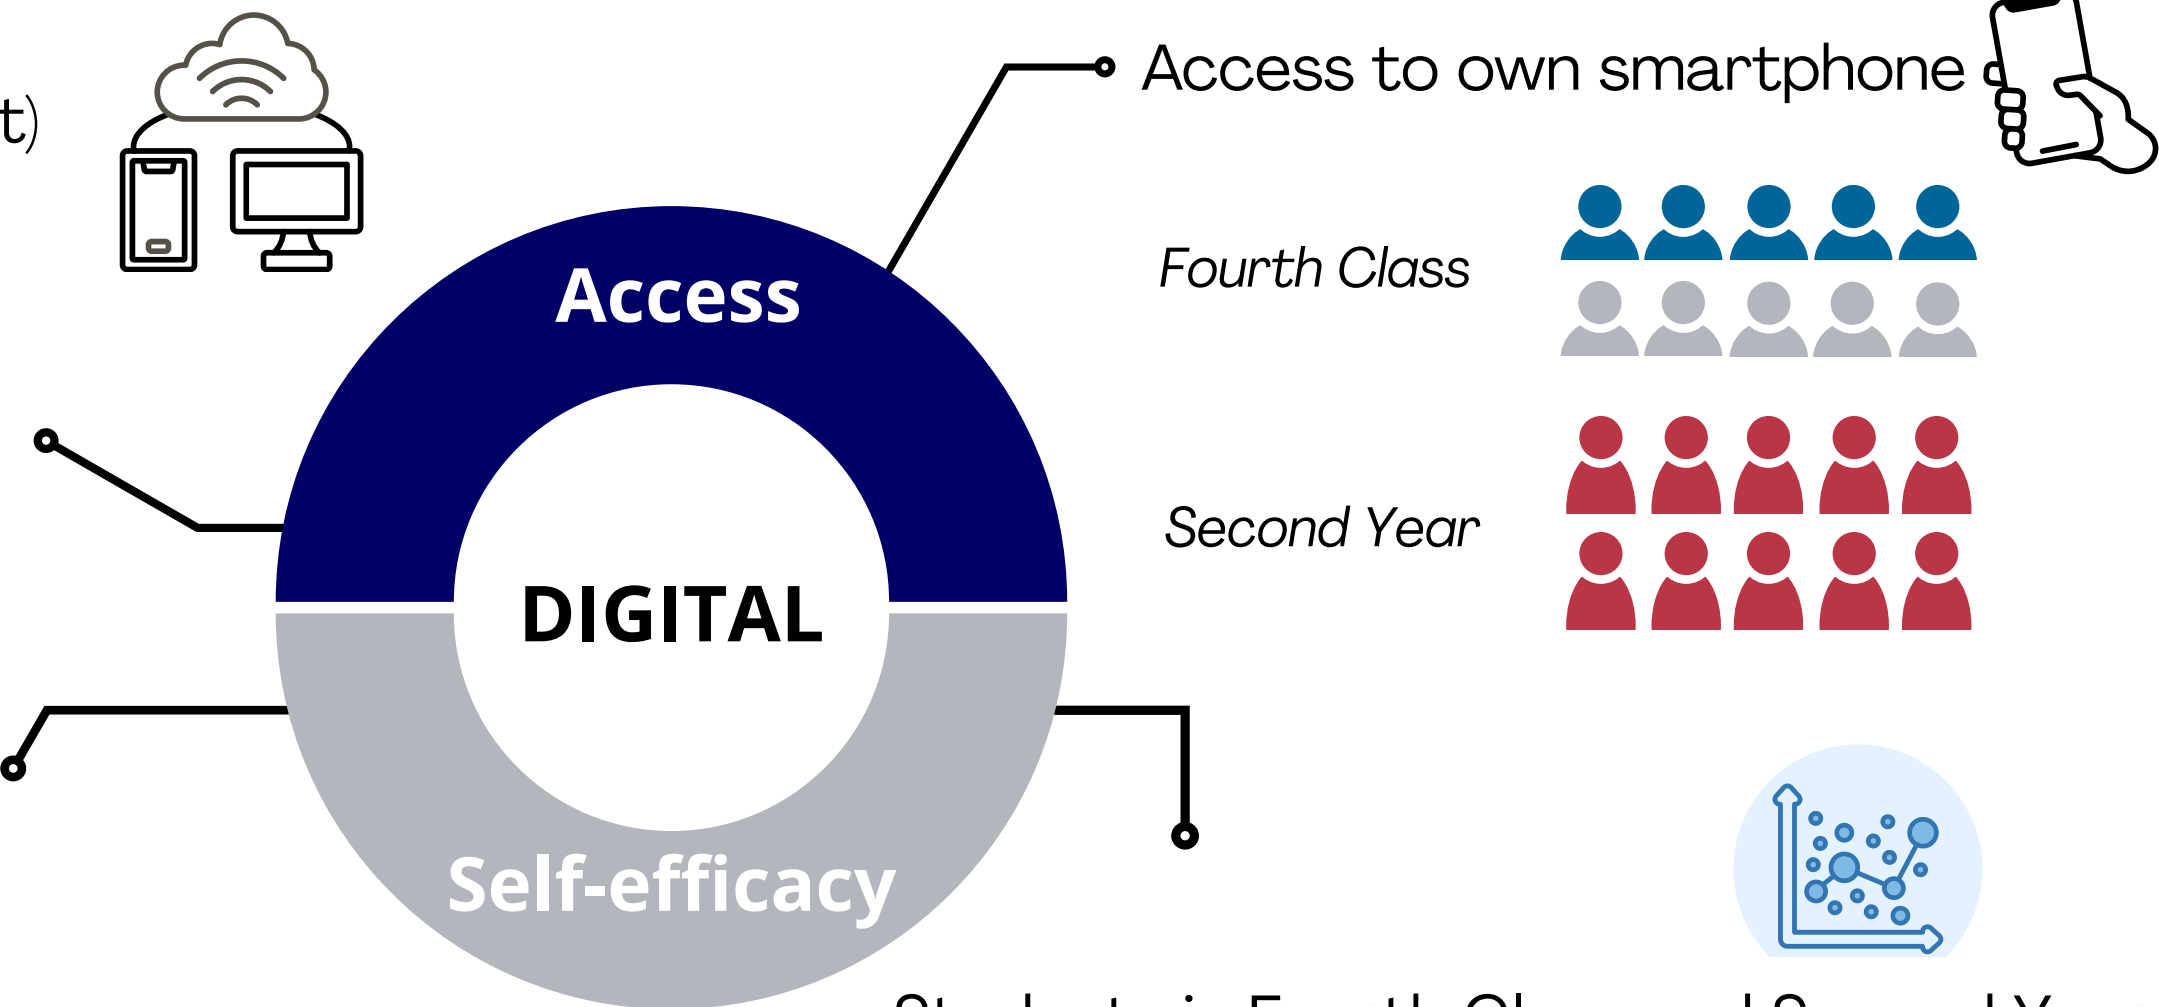 t)
Access to own smartphone
Access
Fourth Class
Second Year
DIGITAL
Self-efficacy